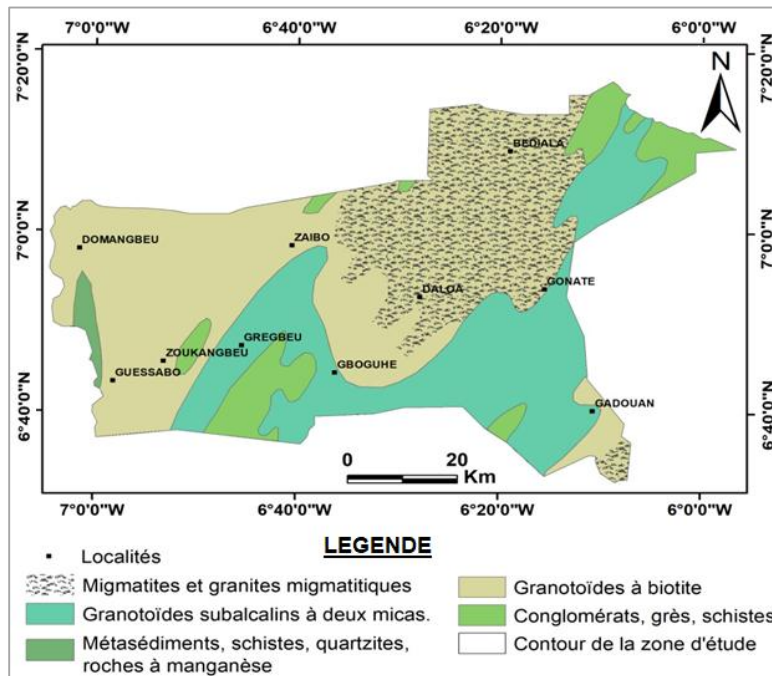 7°0'0"W 6°40'0"W 6°20'0"W 6°0'0"W
7°20'0"N
7°20'0"N
N
BEDIALA
7°0'0"N
7°0'0"N
DOMANGBEU
ZAIBO
DALOA
GONATE
GREGBEU
ZOUKANGBEU
GUESSABO
GBOGUHE
GADOUAN
6°40'0"N
6°40'0"N
0 20
Km
7°0'0"W 6°40'0"W 6°20'0"W 6°0'0"W
LEGENDE
Localités
Migmatites et granites migmatitiques
Granotoïdes subalcalins à deux micas.
Métasédiments, schistes, quartzites,
roches à manganèse
Granotoïdes à biotite
Conglomérats, grès, schistes
Contour de la zone d'étude